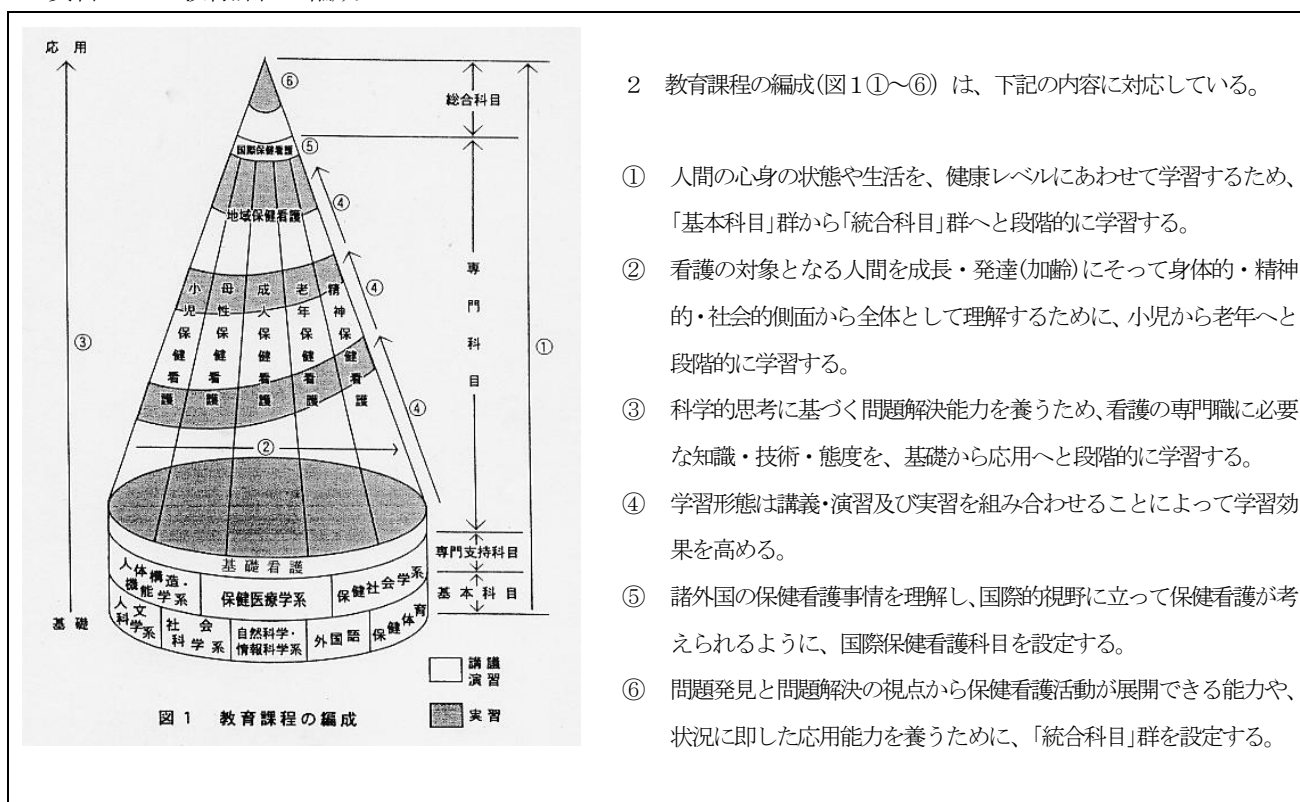 応 用
⑥
総合科目
国際保健看護
⑤
④
地域保健看護
④
小児保健看護
母性保健看護
成人保健看護
老年保健看護
精神保健看護
専門科目
③
①
④
②
専門支持科目
基礎看護
人体構造・機能学系
保健医療学系
保健社会学系
基 本 科 目
基 礎
人文科学系
社会科学系
自然科学・情報科学系
外国語
保健体育
講議
演習
実習
図1 教育課程の編成
2 教育課程の編成(図1①～⑥) は、下記の内容に対応している。
① 人間の心身の状態や生活を、健康レベルにあわせて学習するため、
「基本科目」群から「統合科目」群へと段階的に学習する。
② 看護の対象となる人間を成長・発達(加齢)にそって身体的・精神
的・社会的側面から全体として理解するために、小児から老年へと
段階的に学習する。
③ 科学的思考に基づく問題解決能力を養うため、看護の専門職に必要
な知識・技術・態度を、基礎から応用へと段階的に学習する。
④ 学習形態は講義･演習及び実習を組み合わせることによって学習効
果を高める。
⑤ 諸外国の保健看護事情を理解し、国際的視野に立って保健看護が考
えられるように、国際保健看護科目を設定する。
⑥ 問題発見と問題解決の視点から保健看護活動が展開できる能力や、
状況に即した応用能力を養うために、「統合科目」群を設定する。